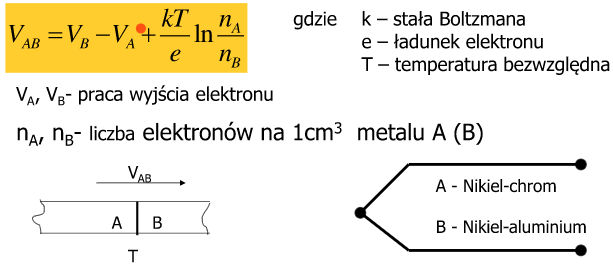 V_AB = V_B − V_A + kT/e ln n_A/n_B
gdzie k – stała Boltzmana
e – ładunek elektronu
T – temperatura bezwzględna
V_A, V_B- praca wyjścia elektronu
n_A, n_B- liczba elektronów na 1cm³ metalu A (B)
V_AB
A B
T
A - Nikiel-chrom
B - Nikiel-aluminium